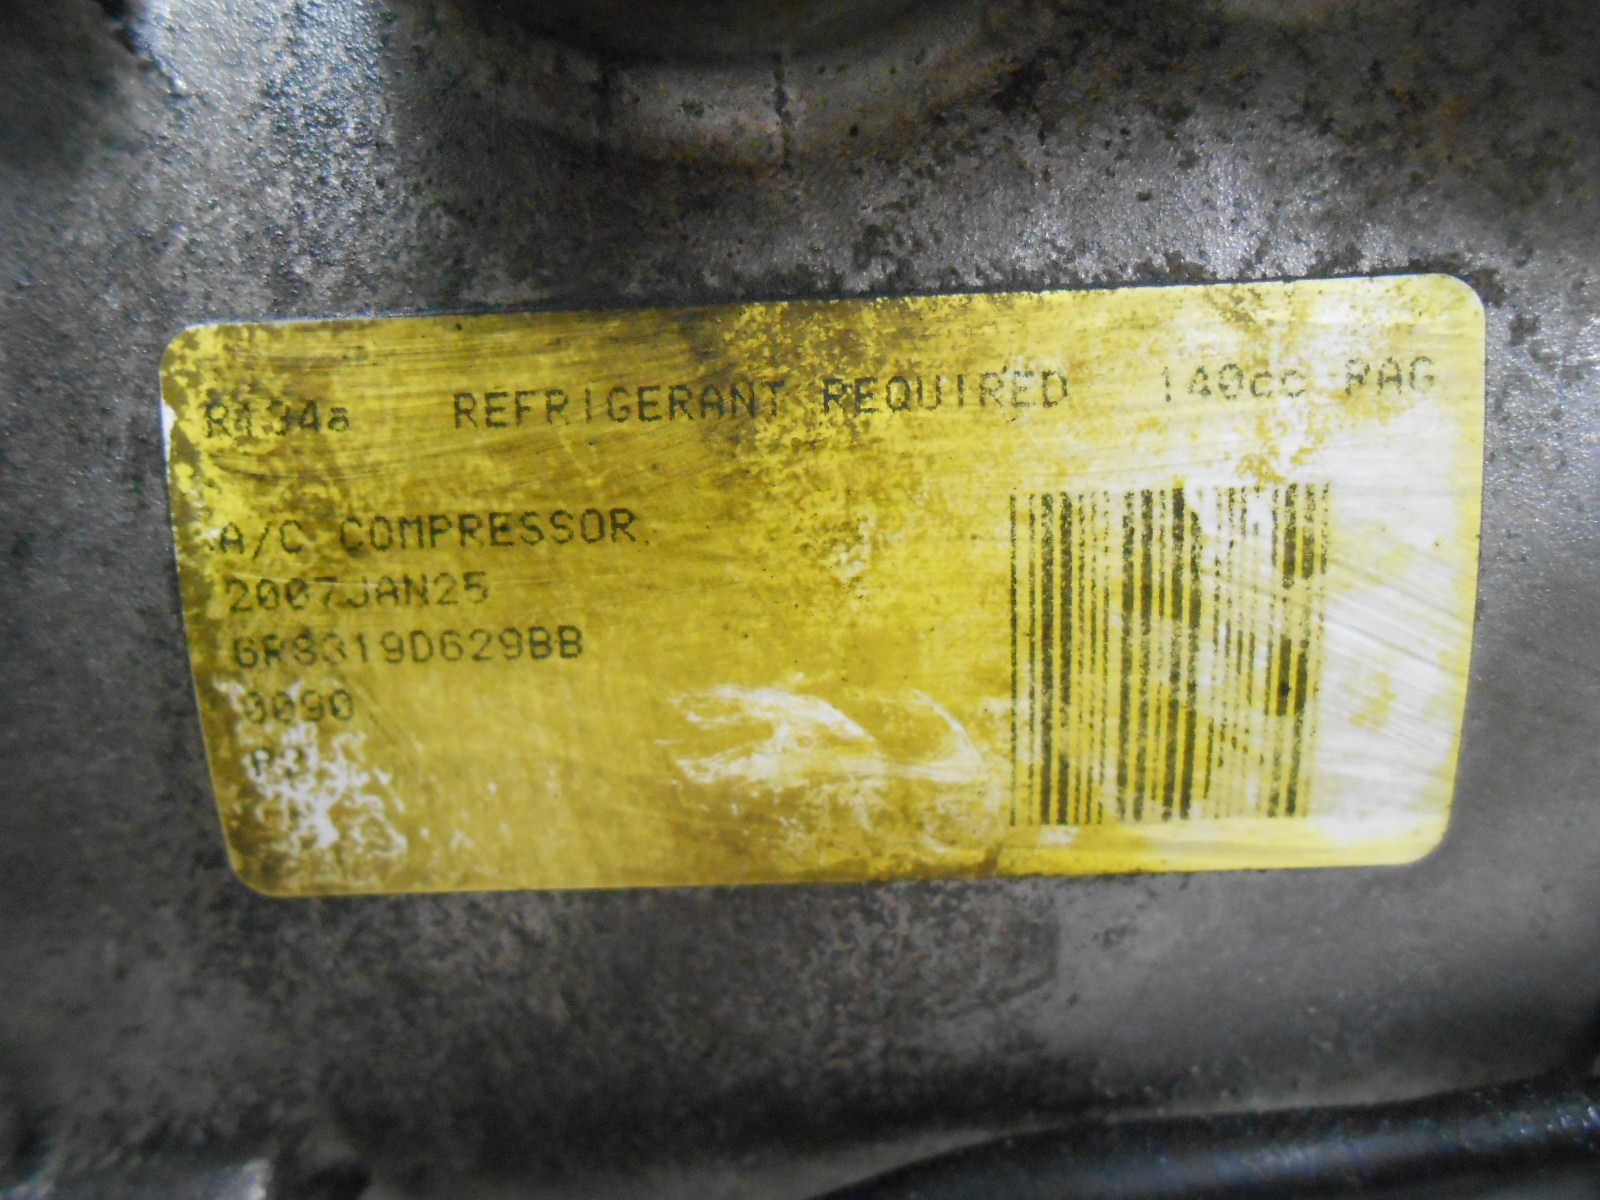 R134a REFRIGERANT REQUIRED 140cc PAG
A/C COMPRESSOR
2007JAN25
6R8319D629BB
0090